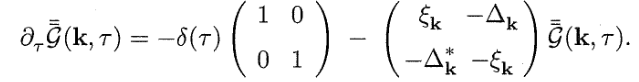 ∂_τ 𝒢̿(k, τ) = −δ(τ) ( 1 0 ; 0 1 ) − ( ξ_k −Δ_k ; −Δ*_k −ξ_k ) 𝒢̿(k, τ).